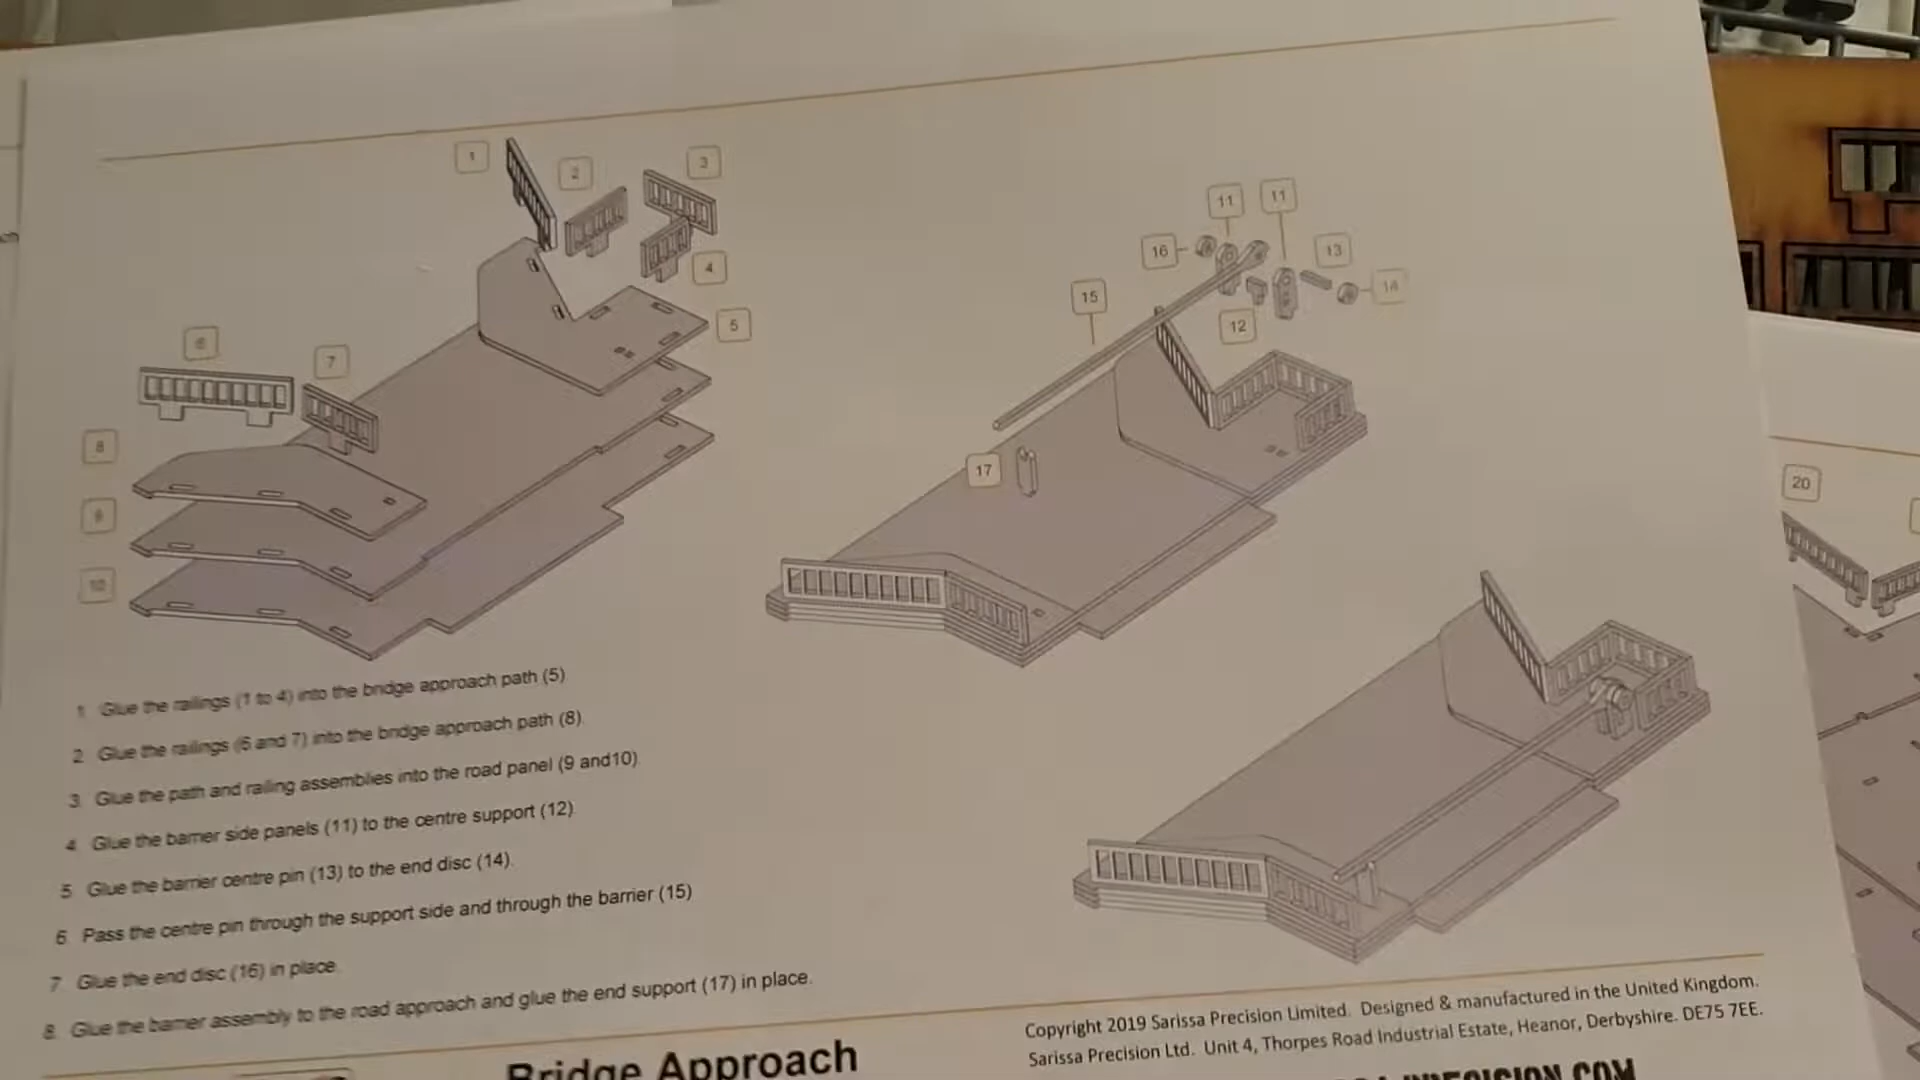 1
2
3
4
5
6
7
8
9
10
11
11
16
13
14
15
12
17
20
1 Glue the railings (1 to 4) into the bridge approach path (5)
2 Glue the railings (6 and 7) into the bridge approach path (8).
3 Glue the path and railing assemblies into the road panel (9 and10)
4 Glue the barrier side panels (11) to the centre support (12)
5 Glue the barrier centre pin (13) to the end disc (14).
6 Pass the centre pin through the support side and through the barrier (15)
7 Glue the end disc (16) in place
8. Glue the barrier assembly to the road approach and glue the end support (17) in place.
Bridge Approach
Copyright 2019 Sarissa Precision Limited. Designed & manufactured in the United Kingdom.
Sarissa Precision Ltd. Unit 4, Thorpes Road Industrial Estate, Heanor, Derbyshire. DE75 7EE.